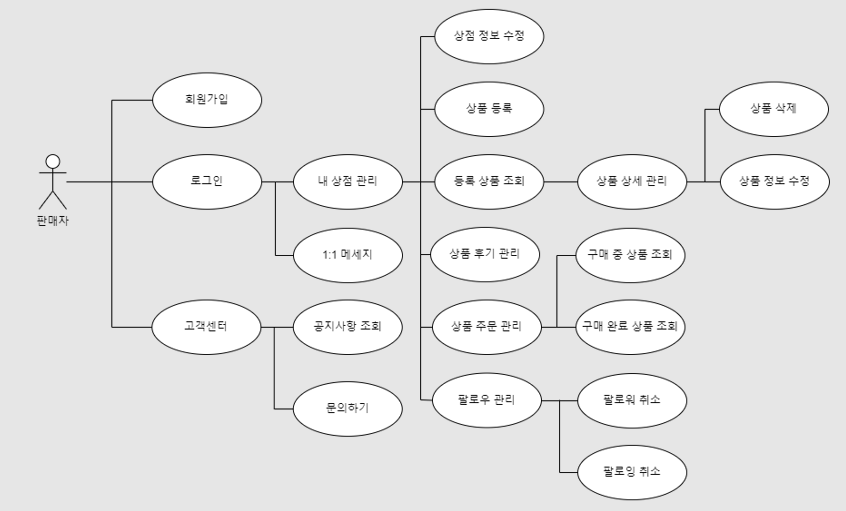 상점 정보 수정
회원가입
상품 등록
상품 삭제
판매자
로그인
내 상점 관리
등록 상품 조회
상품 상세 관리
상품 정보 수정
1:1 메세지
상품 후기 관리
구매 중 상품 조회
고객센터
공지사항 조회
상품 주문 관리
구매 완료 상품 조회
문의하기
팔로우 관리
팔로워 취소
팔로잉 취소